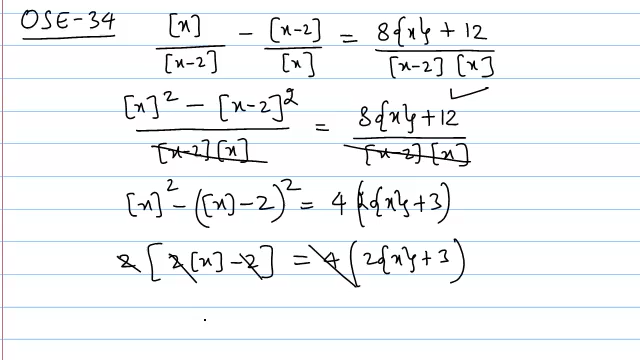 OSE-34 [x]/[x-2] - [x-2]/[x] = 8{x} + 12/[x-2] [x]
[x]² - [x-2]²/[x-2][x] = 8{x} + 12/[x-2][x]
[x]² - ([x] - 2)² = 4 (2{x} + 3)
2 [2[x] - 2] = 4 (2{x} + 3)